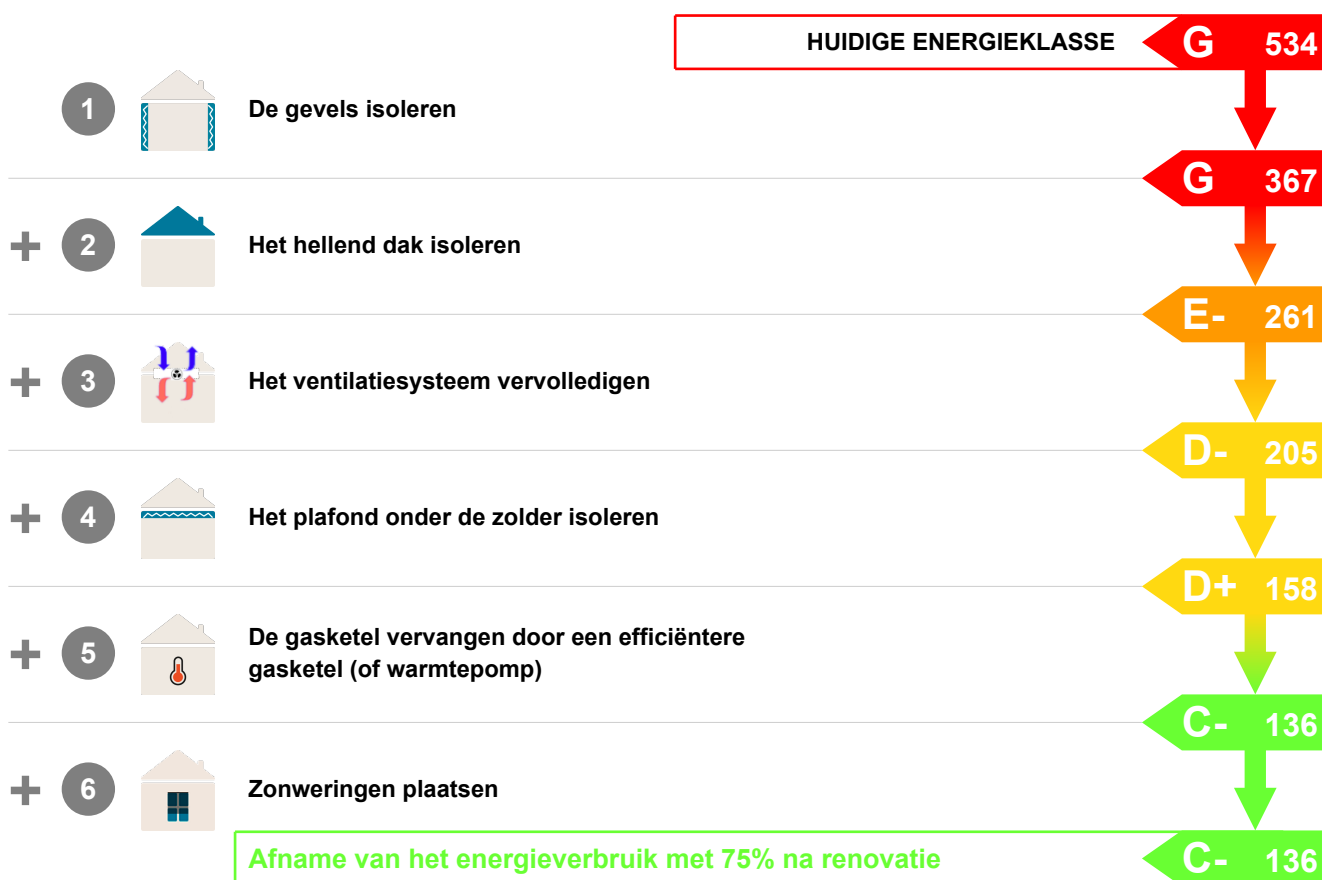 HUIDIGE ENERGIEKLASSE G 534
1 De gevels isoleren
G 367
+ 2 Het hellend dak isoleren
E- 261
+ 3 Het ventilatiesysteem vervolledigen
D- 205
+ 4 Het plafond onder de zolder isoleren
D+ 158
+ 5 De gasketel vervangen door een efficiëntere
gasketel (of warmtepomp)
C- 136
+ 6 Zonweringen plaatsen
Afname van het energieverbruik met 75% na renovatie C- 136